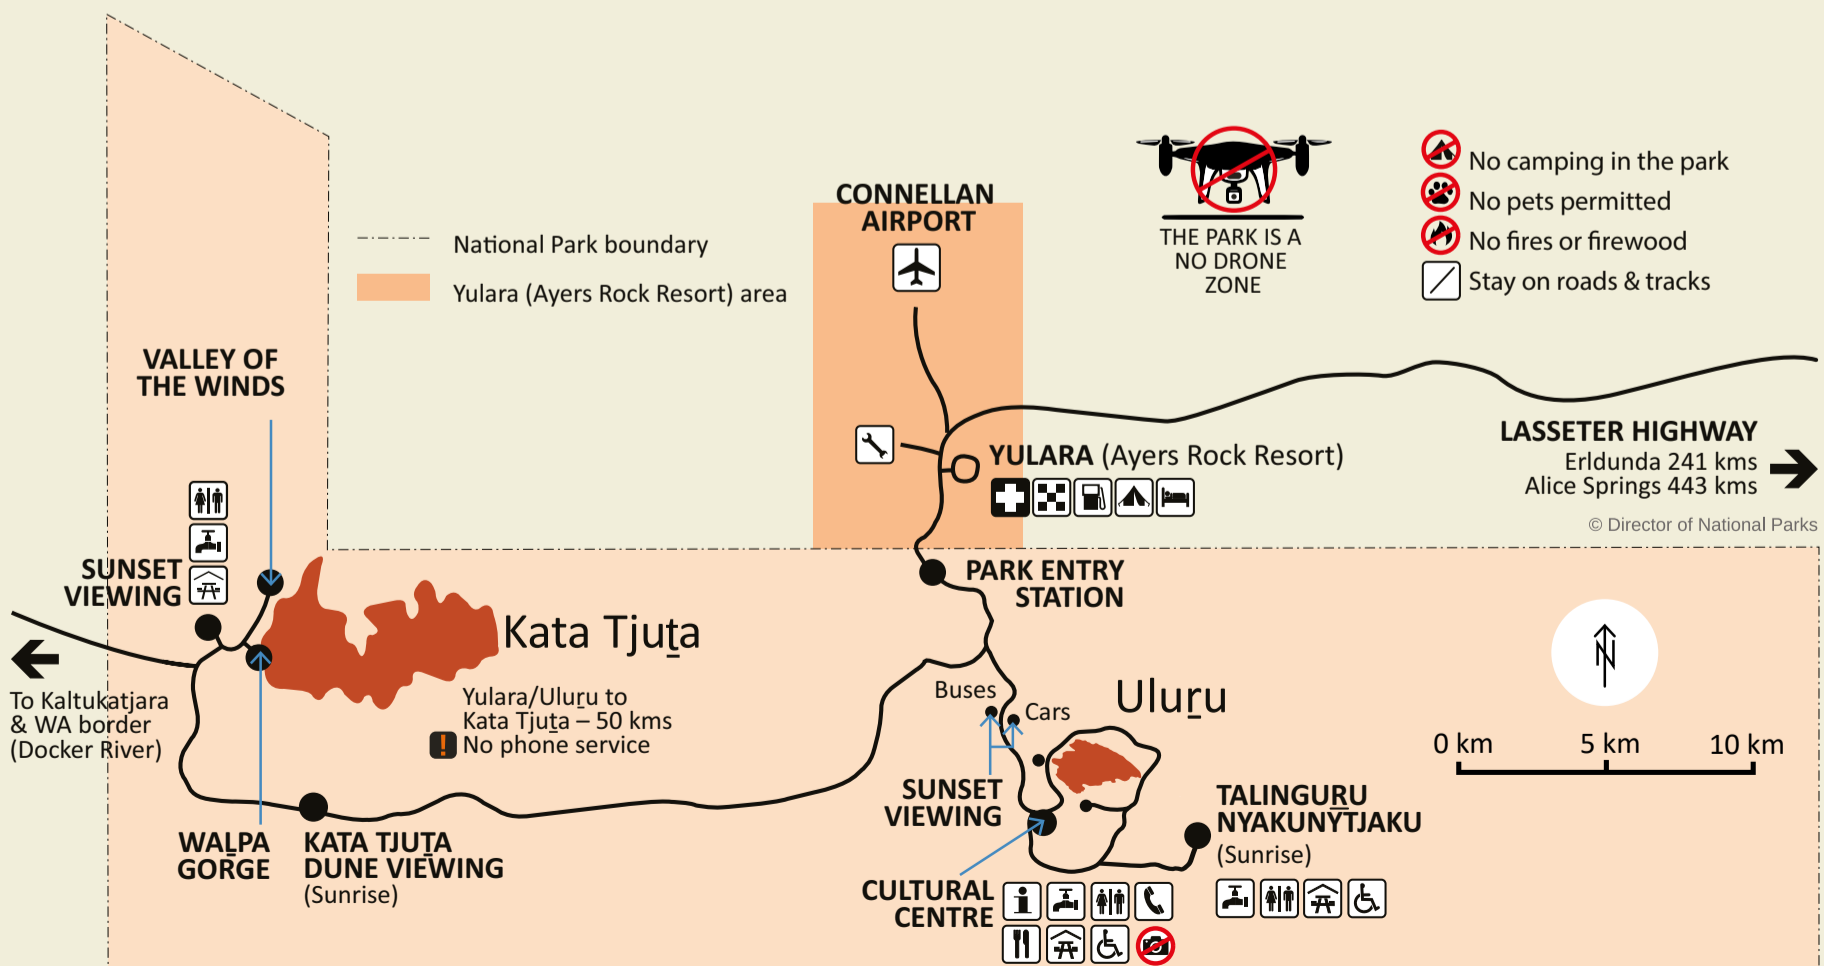 CONNELLAN
AIRPORT
THE PARK IS A
NO DRONE
ZONE
No camping in the park
No pets permitted
No fires or firewood
Stay on roads & tracks
National Park boundary
Yulara (Ayers Rock Resort) area
VALLEY OF
THE WINDS
YULARA (Ayers Rock Resort)
LASSETER HIGHWAY
Erldunda 241 kms
Alice Springs 443 kms
© Director of National Parks
SUNSET
VIEWING
PARK ENTRY
STATION
Kata Tjuṯa
To Kaltukatjara
& WA border
(Docker River)
Yulara/Uluṟu to
Kata Tjuṯa – 50 kms
! No phone service
Buses
Cars
Uluṟu
N
0 km 5 km 10 km
SUNSET
VIEWING
TALINGUṞU
NYAKUNYTJAKU
(Sunrise)
WAḺPA
GORGE
KATA TJUṮA
DUNE VIEWING
(Sunrise)
CULTURAL
CENTRE